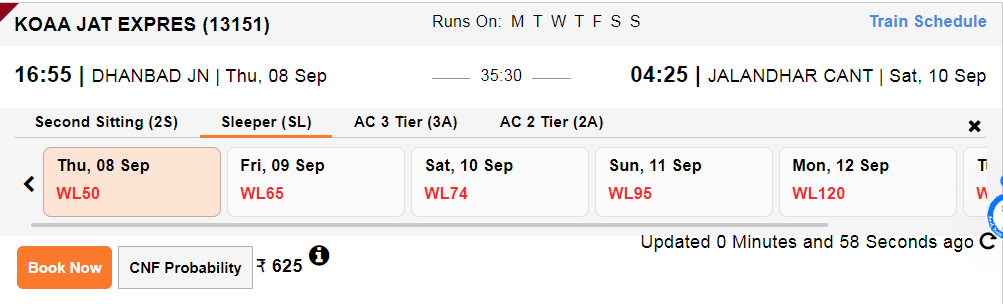 KOAA JAT EXPRES (13151) Runs On: M T W T F S S Train Schedule
16:55 | DHANBAD JN | Thu, 08 Sep 35:30 04:25 | JALANDHAR CANT | Sat, 10 Sep
Second Sitting (2S) Sleeper (SL) AC 3 Tier (3A) AC 2 Tier (2A)
Thu, 08 Sep Fri, 09 Sep Sat, 10 Sep Sun, 11 Sep Mon, 12 Sep
WL50 WL65 WL74 WL95 WL120
Updated 0 Minutes and 58 Seconds ago
Book Now CNF Probability ₹ 625